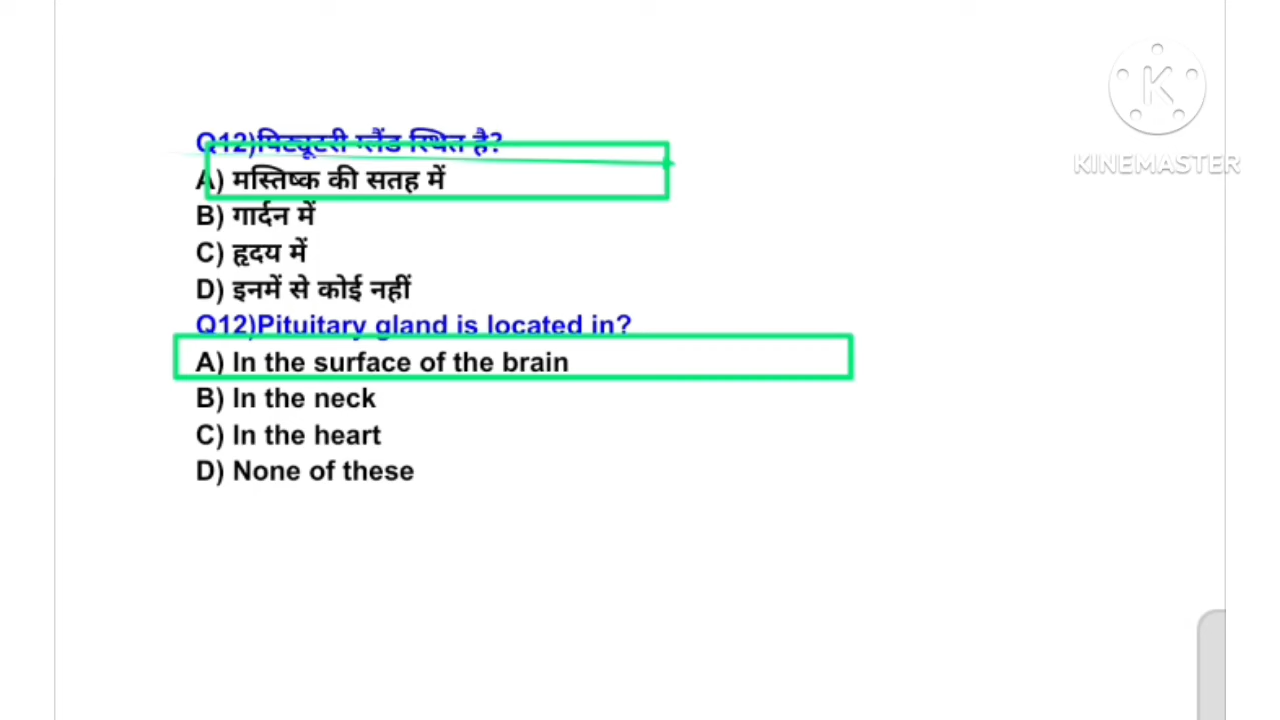 Q12)पिट्यूटरी ग्लैंड स्थित है?
A) मस्तिष्क की सतह में
B) गार्दन में
C) हृदय में
D) इनमें से कोई नहीं
Q12)Pituitary gland is located in?
A) In the surface of the brain
B) In the neck
C) In the heart
D) None of these
K
KINEMASTER